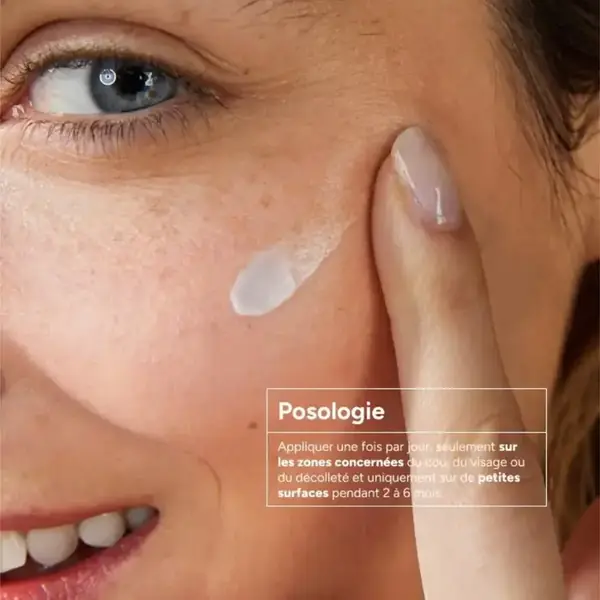 Posologie
Appliquer une fois par jour, seulement sur
les zones concernées du cou, du visage ou
du décolleté et uniquement sur de petites
surfaces pendant 2 à 6 mois.